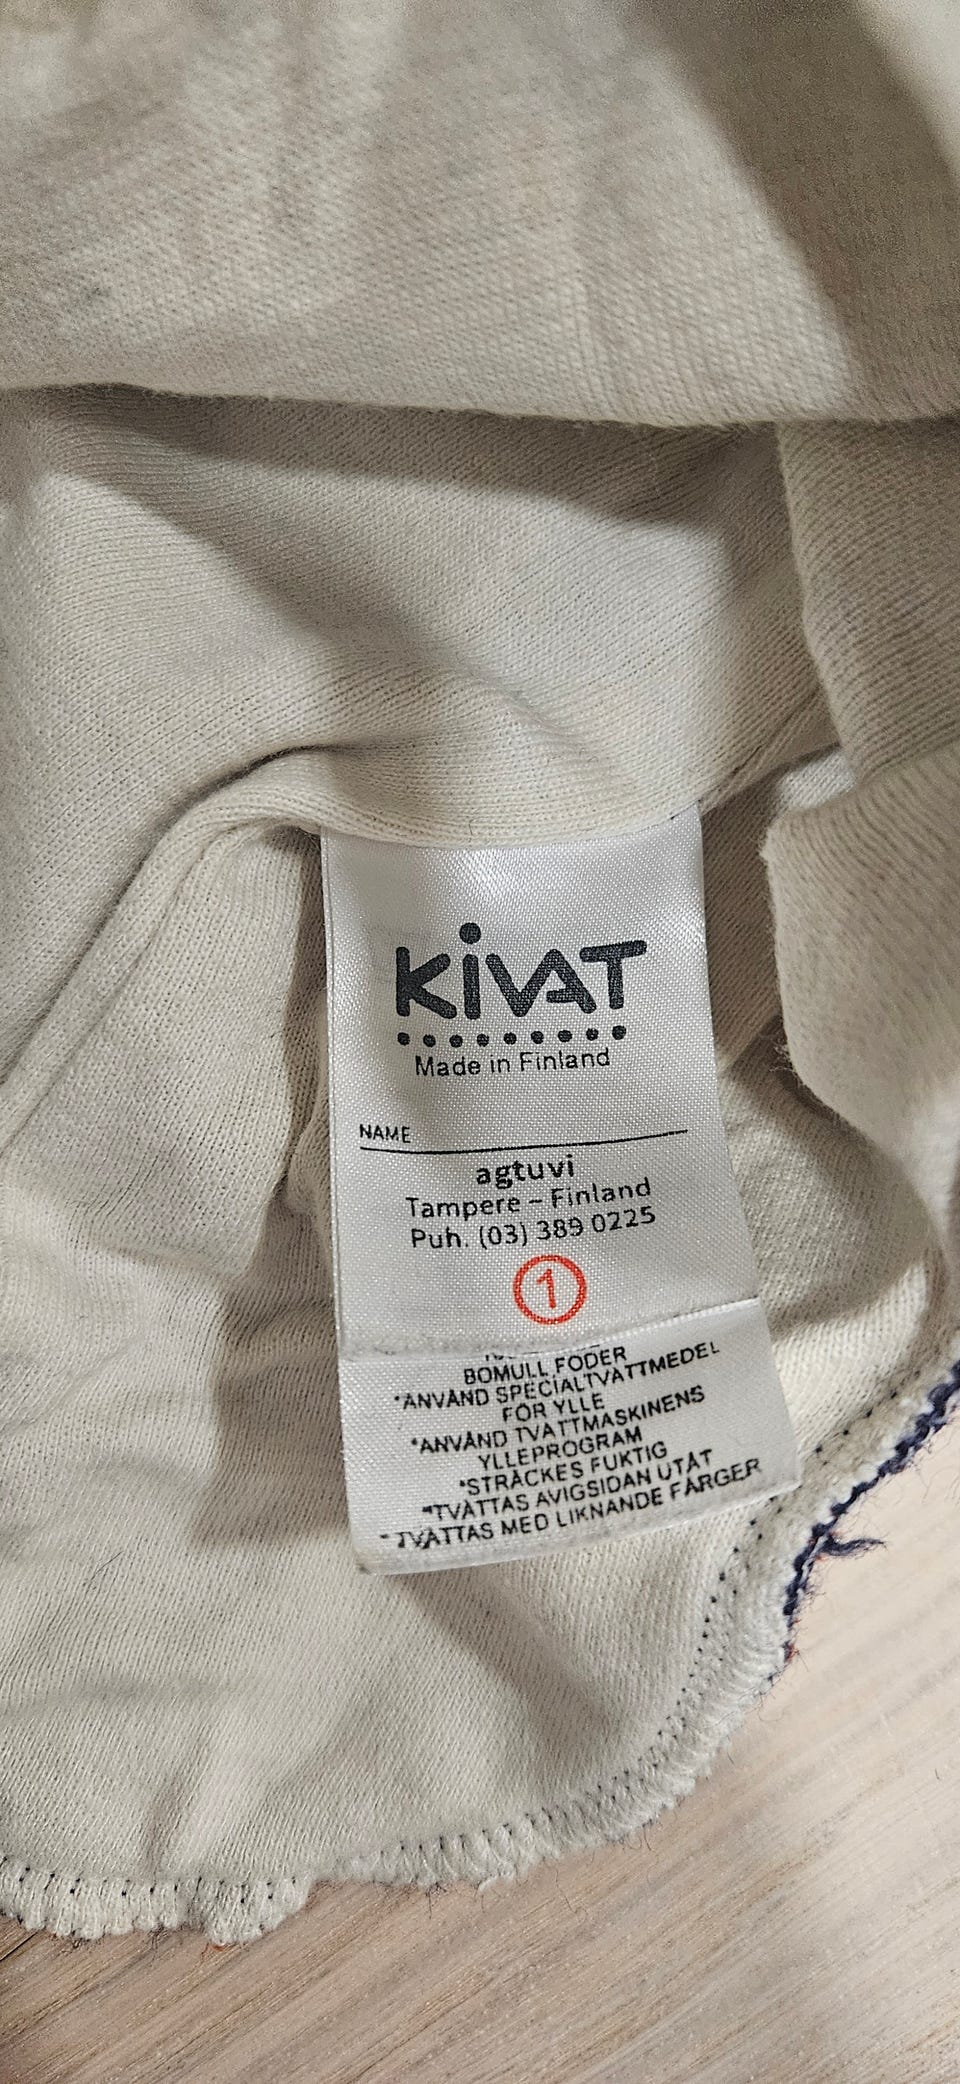 KiVAT
Made in Finland
NAME
agtuvi
Tampere – Finland
Puh. (03) 389 0225
1
BOMULL FODER
*ANVÄND SPECIALTVÄTTMEDEL
FÖR YLLE
*ANVÄND TVÄTTMASKINENS
YLLEPROGRAM
*STRÄCKES FUKTIG
*TVÄTTAS AVIGSIDAN UTÅT
*TVÄTTAS MED LIKNANDE FÄRGER